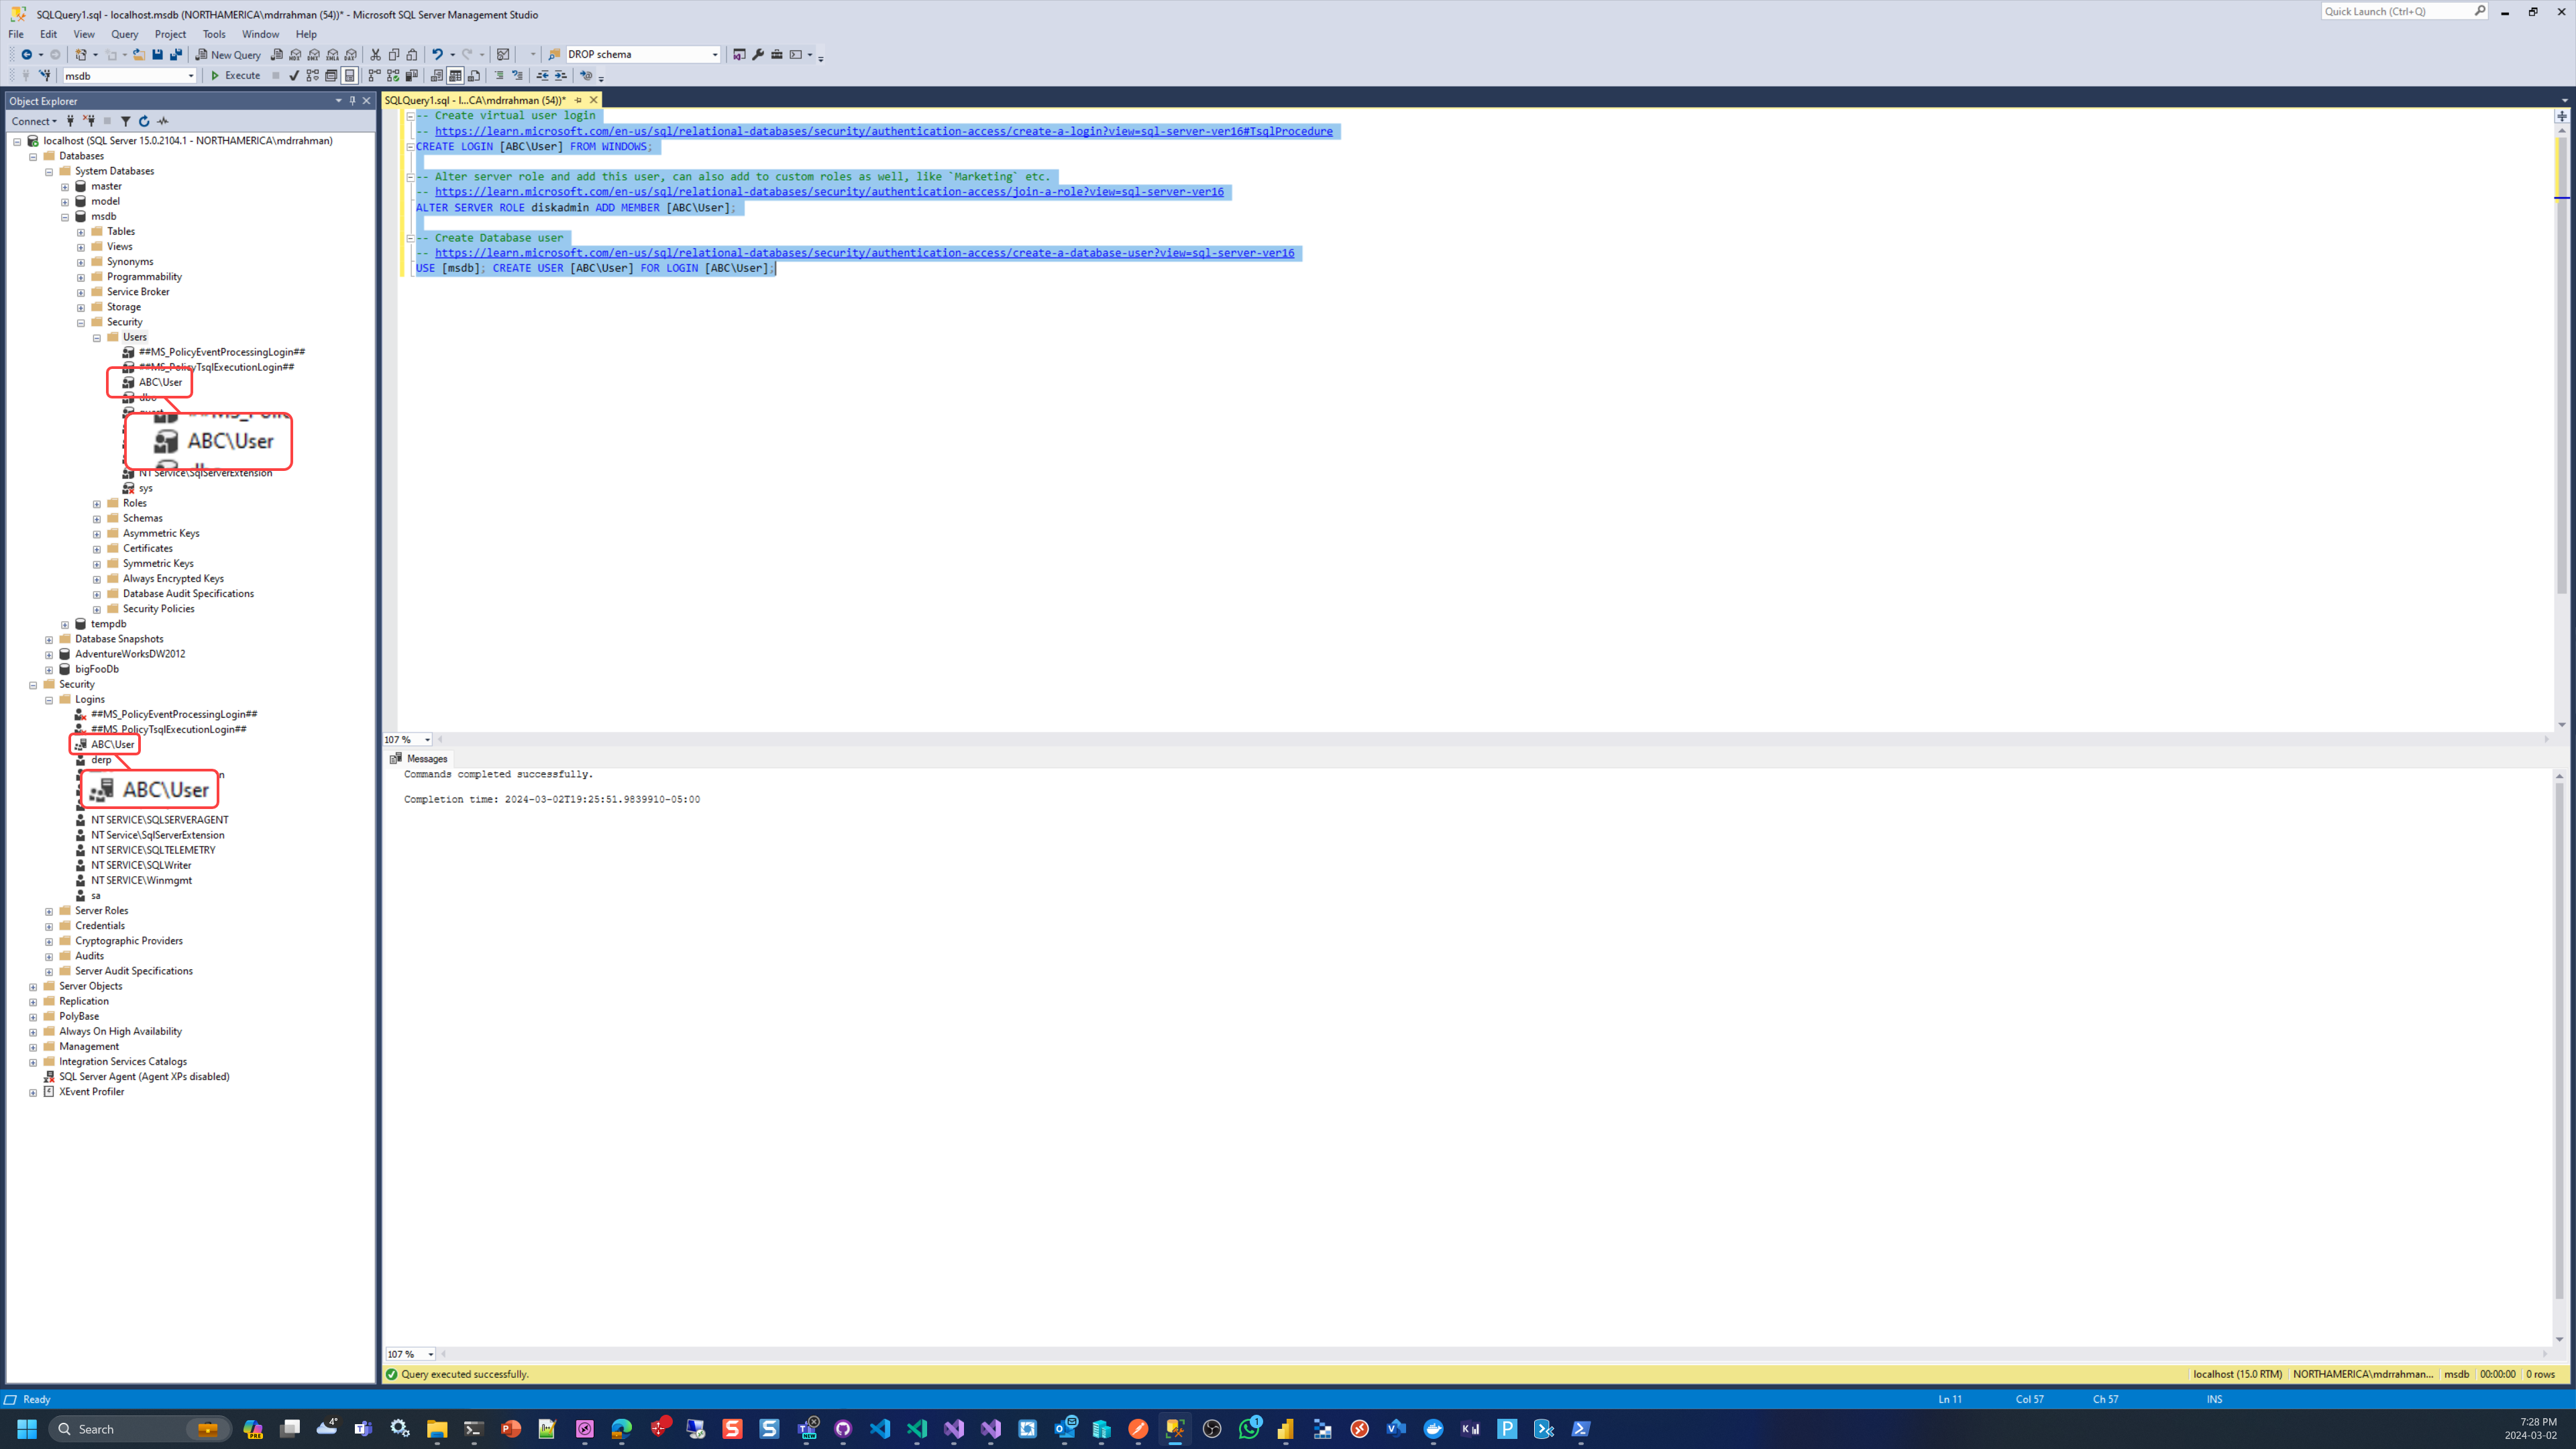 SQLQuery1.sql - localhost.msdb (NORTHAMERICA\mdrrahman (54))* - Microsoft SQL Server Management Studio
Quick Launch (Ctrl+Q)
File Edit View Query Project Tools Window Help
New Query
DROP schema
msdb
Execute
Object Explorer
Connect
localhost (SQL Server 15.0.2104.1 - NORTHAMERICA\mdrrahman)
Databases
System Databases
master
model
msdb
Tables
Views
Synonyms
Programmability
Service Broker
Storage
Security
Users
##MS_PolicyEventProcessingLogin##
##MS_PolicyTsqlExecutionLogin##
ABC\User
dbo
ABC\User
NT Service\SqlServerExtension
sys
Roles
Schemas
Asymmetric Keys
Certificates
Symmetric Keys
Always Encrypted Keys
Database Audit Specifications
Security Policies
tempdb
Database Snapshots
AdventureWorksDW2012
bigFooDb
Security
Logins
##MS_PolicyEventProcessingLogin##
##MS_PolicyTsqlExecutionLogin##
ABC\User
derp
ABC\User
NT SERVICE\SQLSERVERAGENT
NT Service\SqlServerExtension
NT SERVICE\SQLTELEMETRY
NT SERVICE\SQLWriter
NT SERVICE\Winmgmt
sa
Server Roles
Credentials
Cryptographic Providers
Audits
Server Audit Specifications
Server Objects
Replication
PolyBase
Always On High Availability
Management
Integration Services Catalogs
SQL Server Agent (Agent XPs disabled)
XEvent Profiler
SQLQuery1.sql - l...CA\mdrrahman (54))*
-- Create virtual user login
-- https://learn.microsoft.com/en-us/sql/relational-databases/security/authentication-access/create-a-login?view=sql-server-ver16#TsqlProcedure
CREATE LOGIN [ABC\User] FROM WINDOWS;
-- Alter server role and add this user, can also add to custom roles as well, like `Marketing` etc.
-- https://learn.microsoft.com/en-us/sql/relational-databases/security/authentication-access/join-a-role?view=sql-server-ver16
ALTER SERVER ROLE diskadmin ADD MEMBER [ABC\User];
-- Create Database user
-- https://learn.microsoft.com/en-us/sql/relational-databases/security/authentication-access/create-a-database-user?view=sql-server-ver16
USE [msdb]; CREATE USER [ABC\User] FOR LOGIN [ABC\User];
107 %
Messages
Commands completed successfully.
Completion time: 2024-03-02T19:25:51.9839910-05:00
107 %
Query executed successfully.
localhost (15.0 RTM) NORTHAMERICA\mdrrahman... msdb 00:00:00 0 rows
Ready
Ln 11 Col 57 Ch 57 INS
Search
7:28 PM
2024-03-02